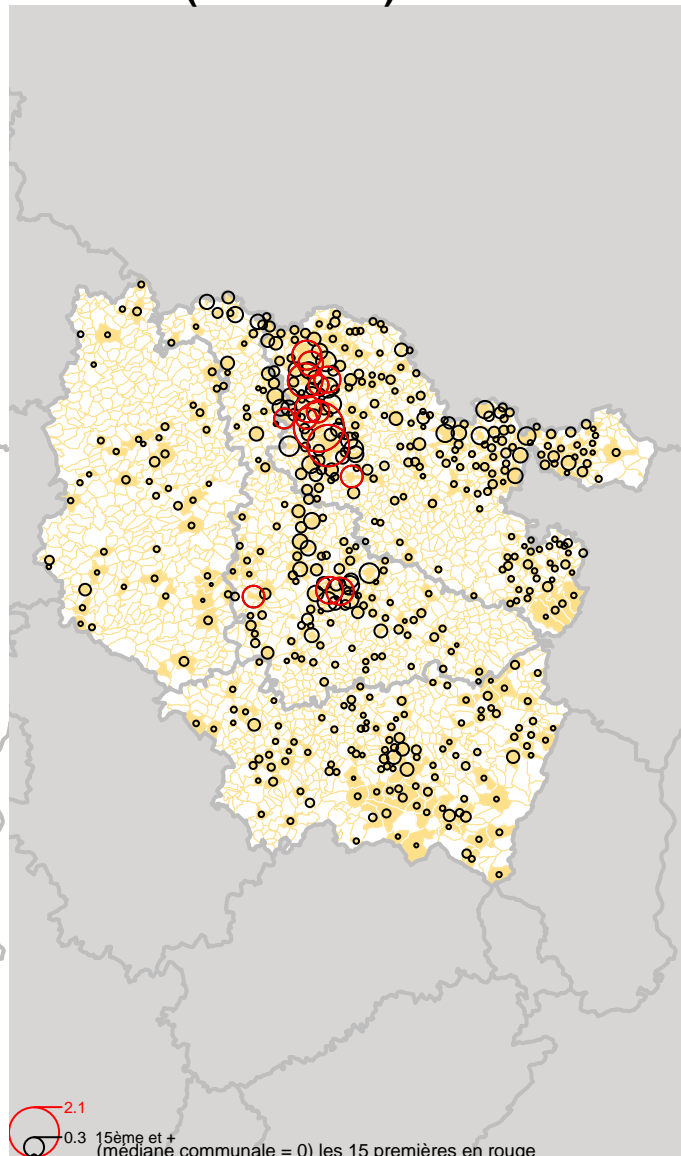 2.1
0.3 15ème et +
(médiane communale = 0) les 15 premières en rouge